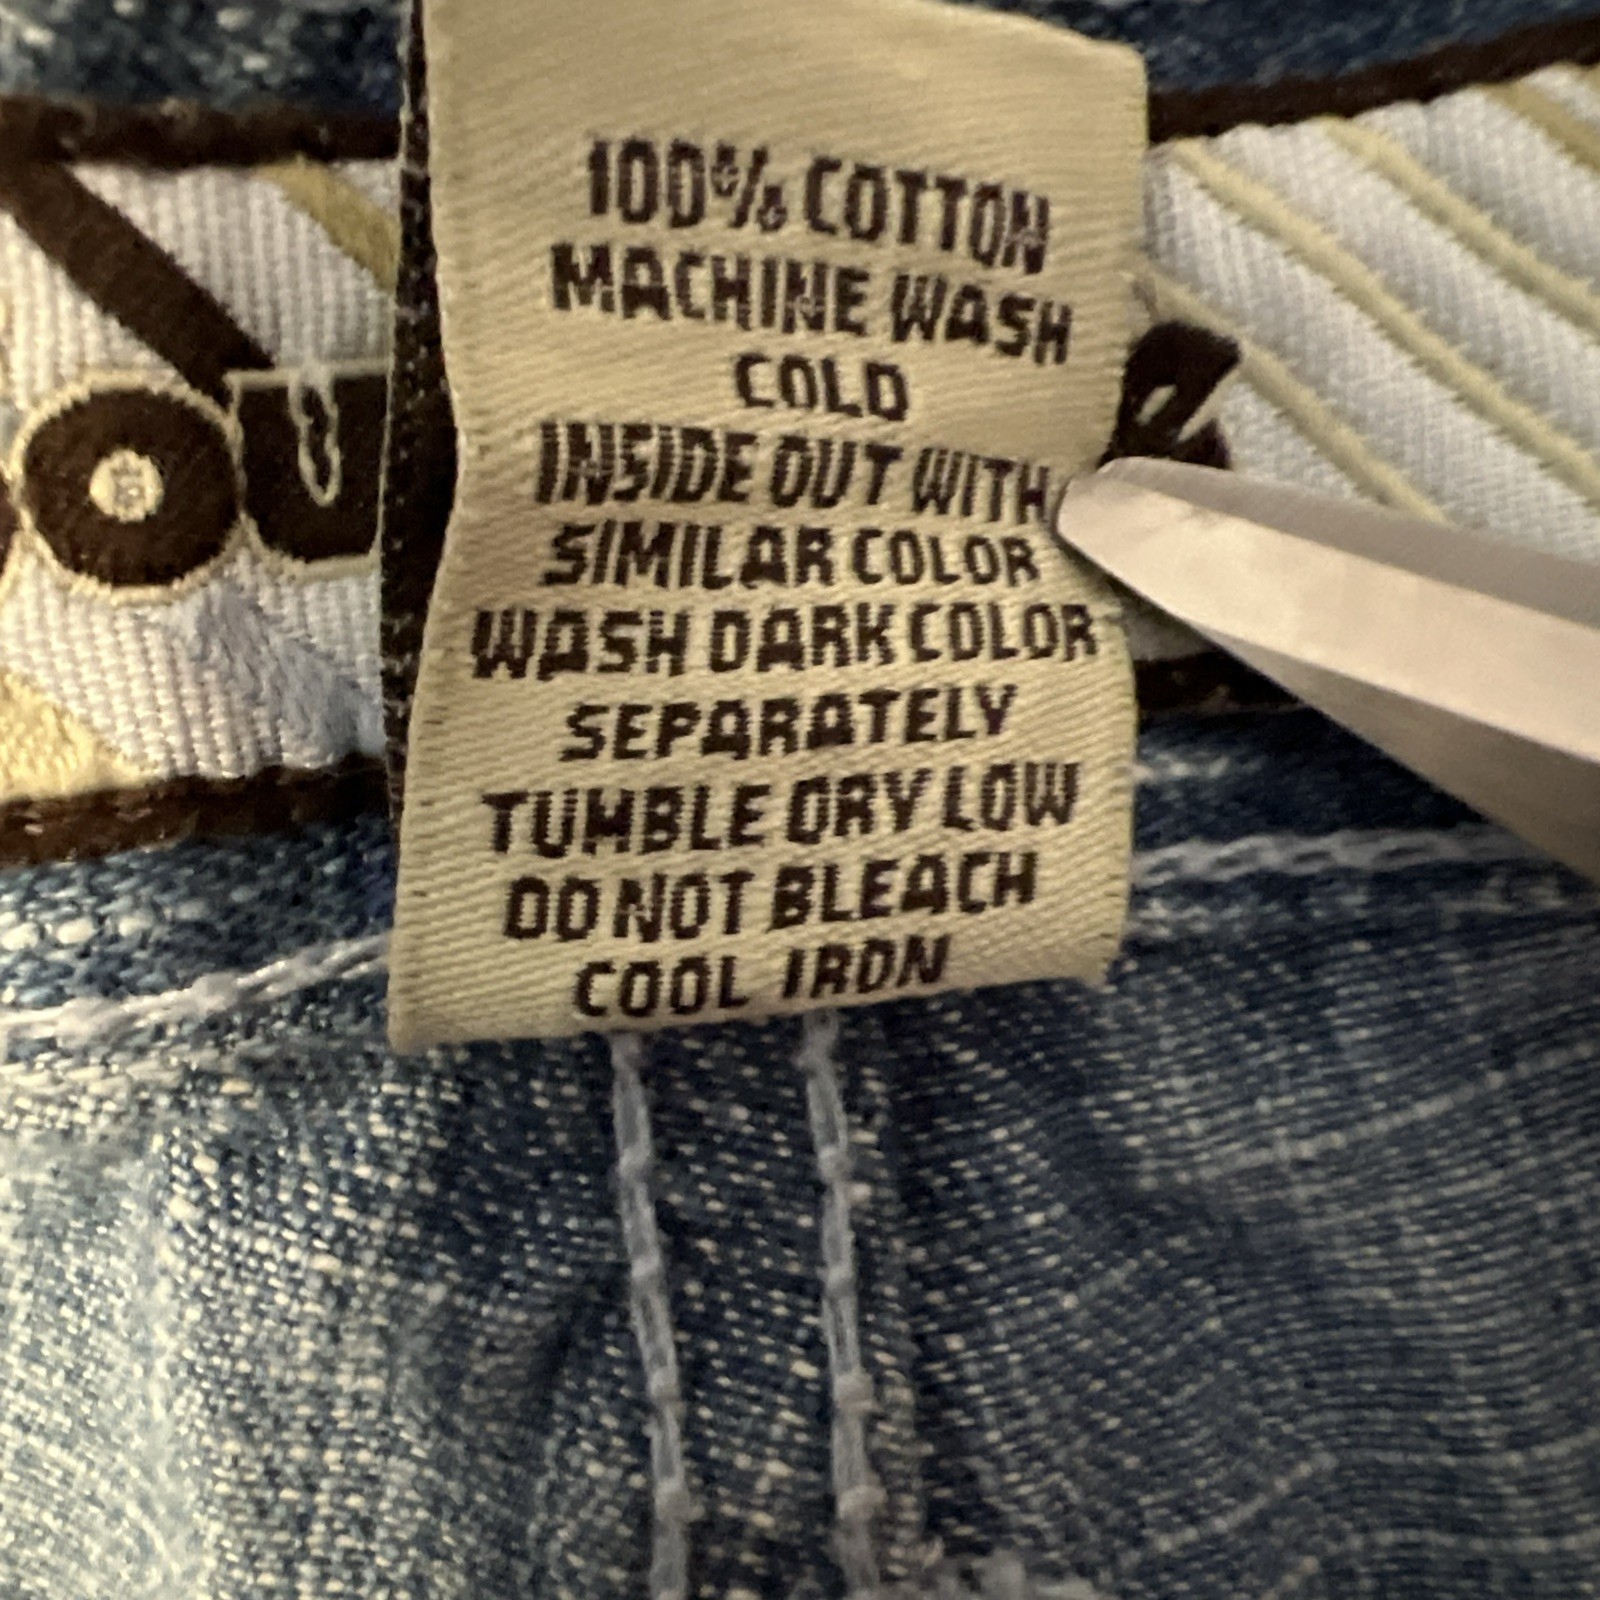 100% COTTON
MACHINE WASH
COLD
INSIDE OUT WITH
SIMILAR COLOR
WASH DARK COLOR
SEPARATELY
TUMBLE DRY LOW
DO NOT BLEACH
COOL IRON